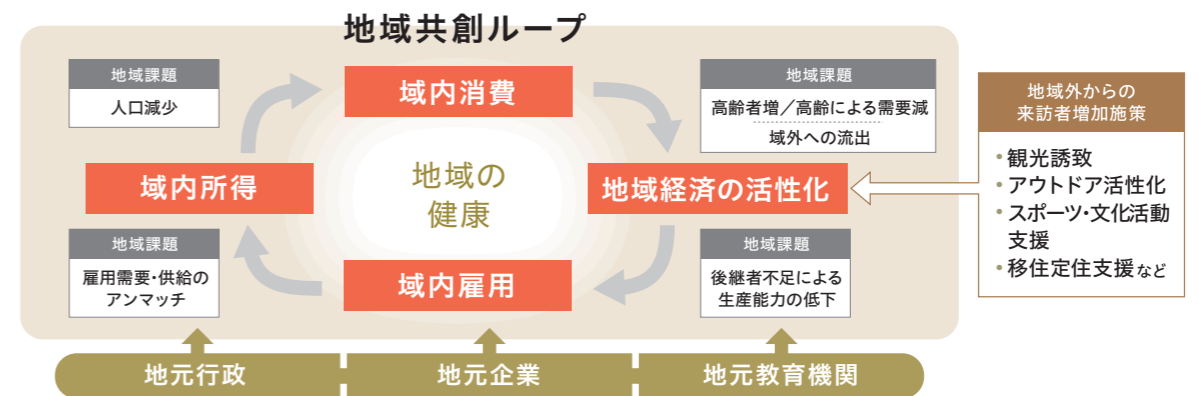 地域共創ループ
地域課題
人口減少
域内消費
地域課題
高齢者増／高齢による需要減
域外への流出
地域外からの
来訪者増加施策
・観光誘致
・アウトドア活性化
・スポーツ・文化活動
支援
・移住定住支援など
域内所得
地域の
健康
地域経済の活性化
地域課題
雇用需要・供給の
アンマッチ
域内雇用
地域課題
後継者不足による
生産能力の低下
地元行政
地元企業
地元教育機関